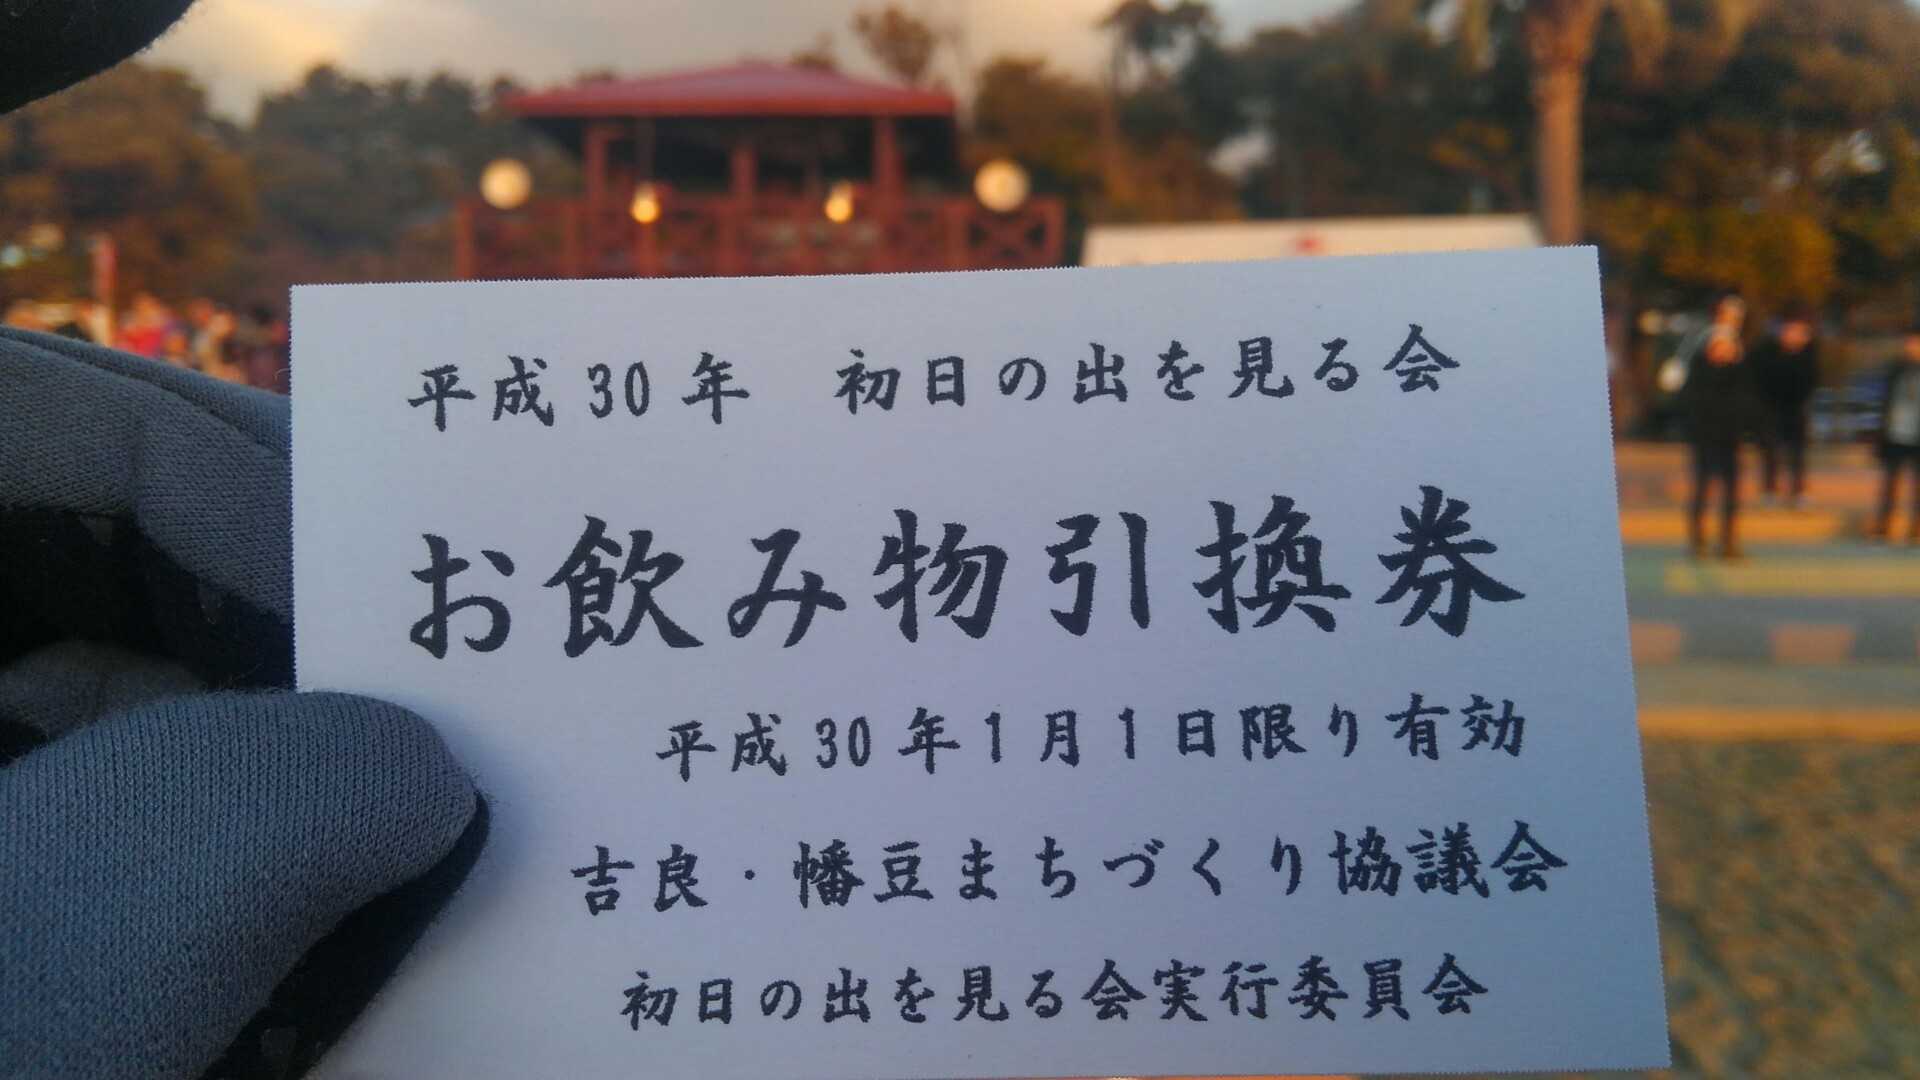 平成30年　初日の出を見る会
お飲み物引換券
平成30年1月1日限り有効
吉良・幡豆まちづくり協議会
初日の出を見る会実行委員会